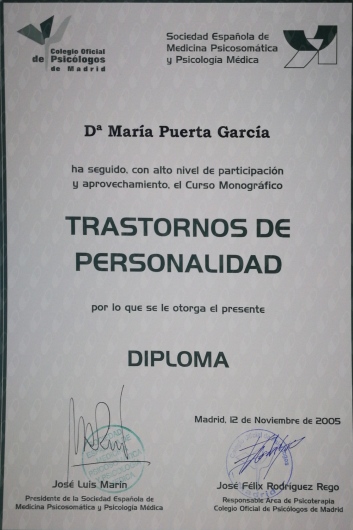 Colegio Oficial
de Psicólogos
de Madrid
Sociedad Española de
Medicina Psicosomática
y Psicología Médica
Dª María Puerta García
ha seguido, con alto nivel de participación
y aprovechamiento, el Curso Monográfico
TRASTORNOS DE
PERSONALIDAD
por lo que se le otorga el presente
DIPLOMA
Madrid, 12 de Noviembre de 2005
José Luis Marín
Presidente de la Sociedad Española de
Medicina Psicosomática y Psicología Médica
José Félix Rodríguez Rego
Responsable Área de Psicoterapia
Colegio Oficial de Psicólogos de Madrid